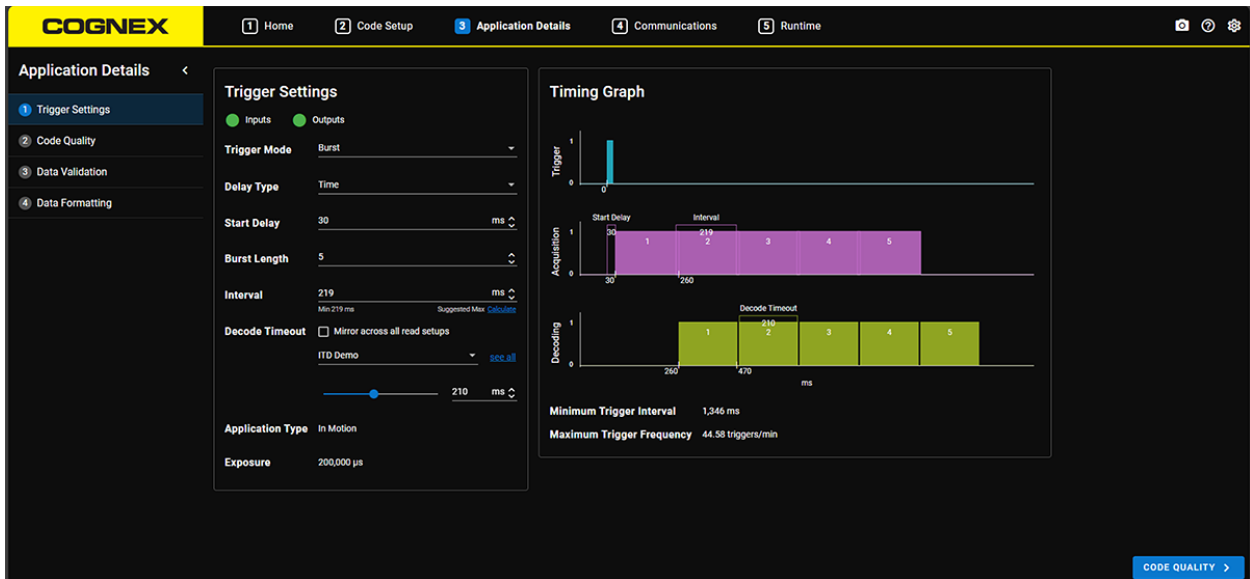 COGNEX
1 Home
2 Code Setup
3 Application Details
4 Communications
5 Runtime
Application Details
1 Trigger Settings
2 Code Quality
3 Data Validation
4 Data Formatting
Trigger Settings
Inputs
Outputs
Trigger Mode Burst
Delay Type Time
Start Delay 30 ms
Burst Length 5
Interval 219 ms
Min 219 ms Suggested Max Calculate
Decode Timeout Mirror across all read setups
ITD Demo see all
210 ms
Application Type In Motion
Exposure 200,000 µs
Timing Graph
Trigger
1
0
0
Start Delay Interval
Acquisition
1
30 219
1 2 3 4 5
0
30 260
Decode Timeout
Decoding
1
210
1 2 3 4 5
0
260 470
ms
Minimum Trigger Interval 1,346 ms
Maximum Trigger Frequency 44.58 triggers/min
CODE QUALITY >